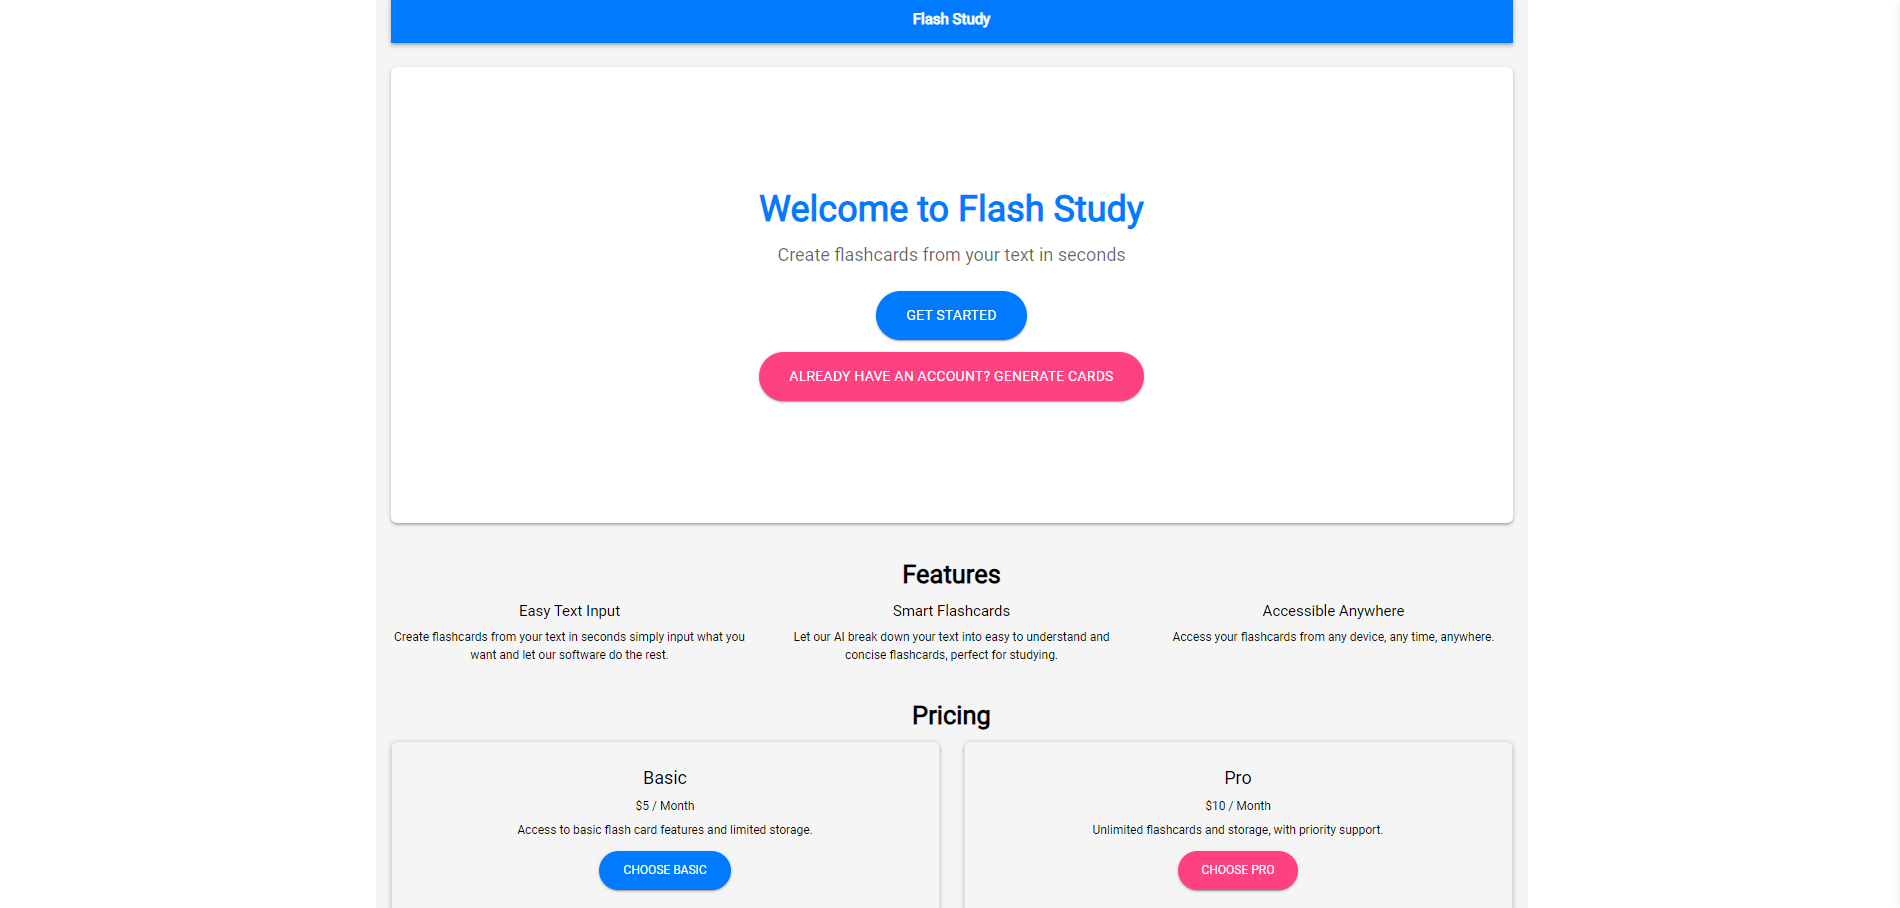 Flash Study
Welcome to Flash Study
Create flashcards from your text in seconds
GET STARTED
ALREADY HAVE AN ACCOUNT? GENERATE CARDS
Features
Easy Text Input
Create flashcards from your text in seconds simply input what you
want and let our software do the rest.
Smart Flashcards
Let our AI break down your text into easy to understand and
concise flashcards, perfect for studying.
Accessible Anywhere
Access your flashcards from any device, any time, anywhere.
Pricing
Basic
$5 / Month
Access to basic flash card features and limited storage.
CHOOSE BASIC
Pro
$10 / Month
Unlimited flashcards and storage, with priority support.
CHOOSE PRO